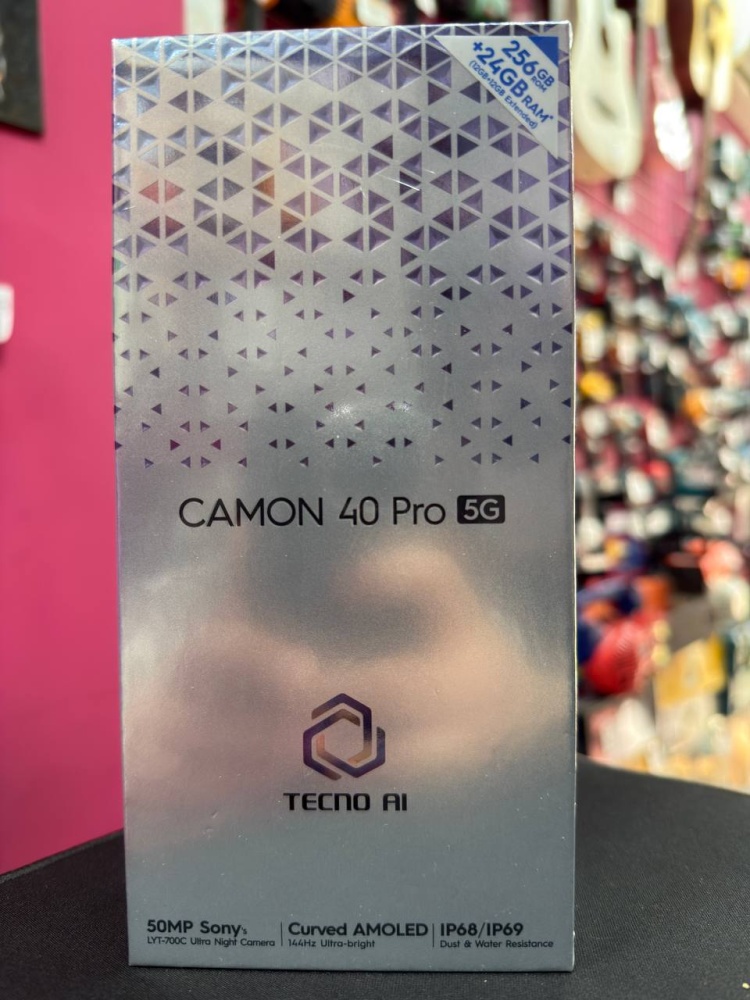 256GB ROM
+24GB RAM*
(12GB+12GB Extended)
CAMON 40 Pro 5G
TECNO AI
50MP Sony's
LYT-700C Ultra Night Camera
Curved AMOLED
144Hz Ultra-bright
IP68/IP69
Dust & Water Resistance